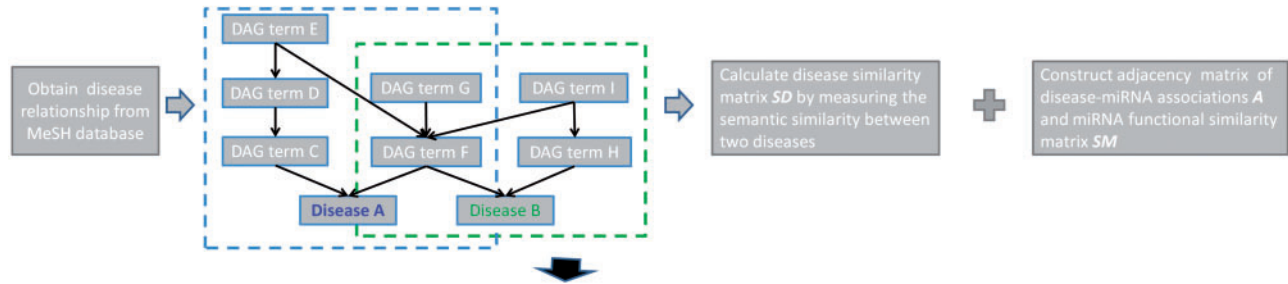 Obtain disease
relationship from
MeSH database
DAG term E
DAG term D
DAG term G
DAG term I
DAG term C
DAG term F
DAG term H
Disease A
Disease B
Calculate disease similarity
matrix SD by measuring the
semantic similarity between
two diseases
Construct adjacency matrix of
disease-miRNA associations A
and miRNA functional similarity
matrix SM